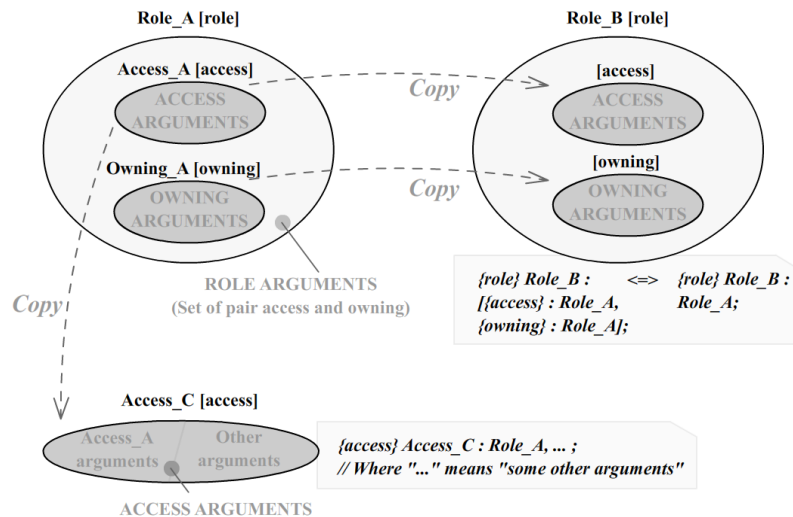 Role_A [role]
Role_B [role]
Access_A [access]
ACCESS
ARGUMENTS
Copy
[access]
ACCESS
ARGUMENTS
Owning_A [owning]
OWNING
ARGUMENTS
Copy
[owning]
OWNING
ARGUMENTS
ROLE ARGUMENTS
(Set of pair access and owning)
Copy
{role} Role_B : <=> {role} Role_B :
[{access} : Role_A, Role_A;
{owning} : Role_A];
Access_C [access]
Access_A
arguments
Other
arguments
ACCESS ARGUMENTS
{access} Access_C : Role_A, ... ;
// Where "..." means "some other arguments"